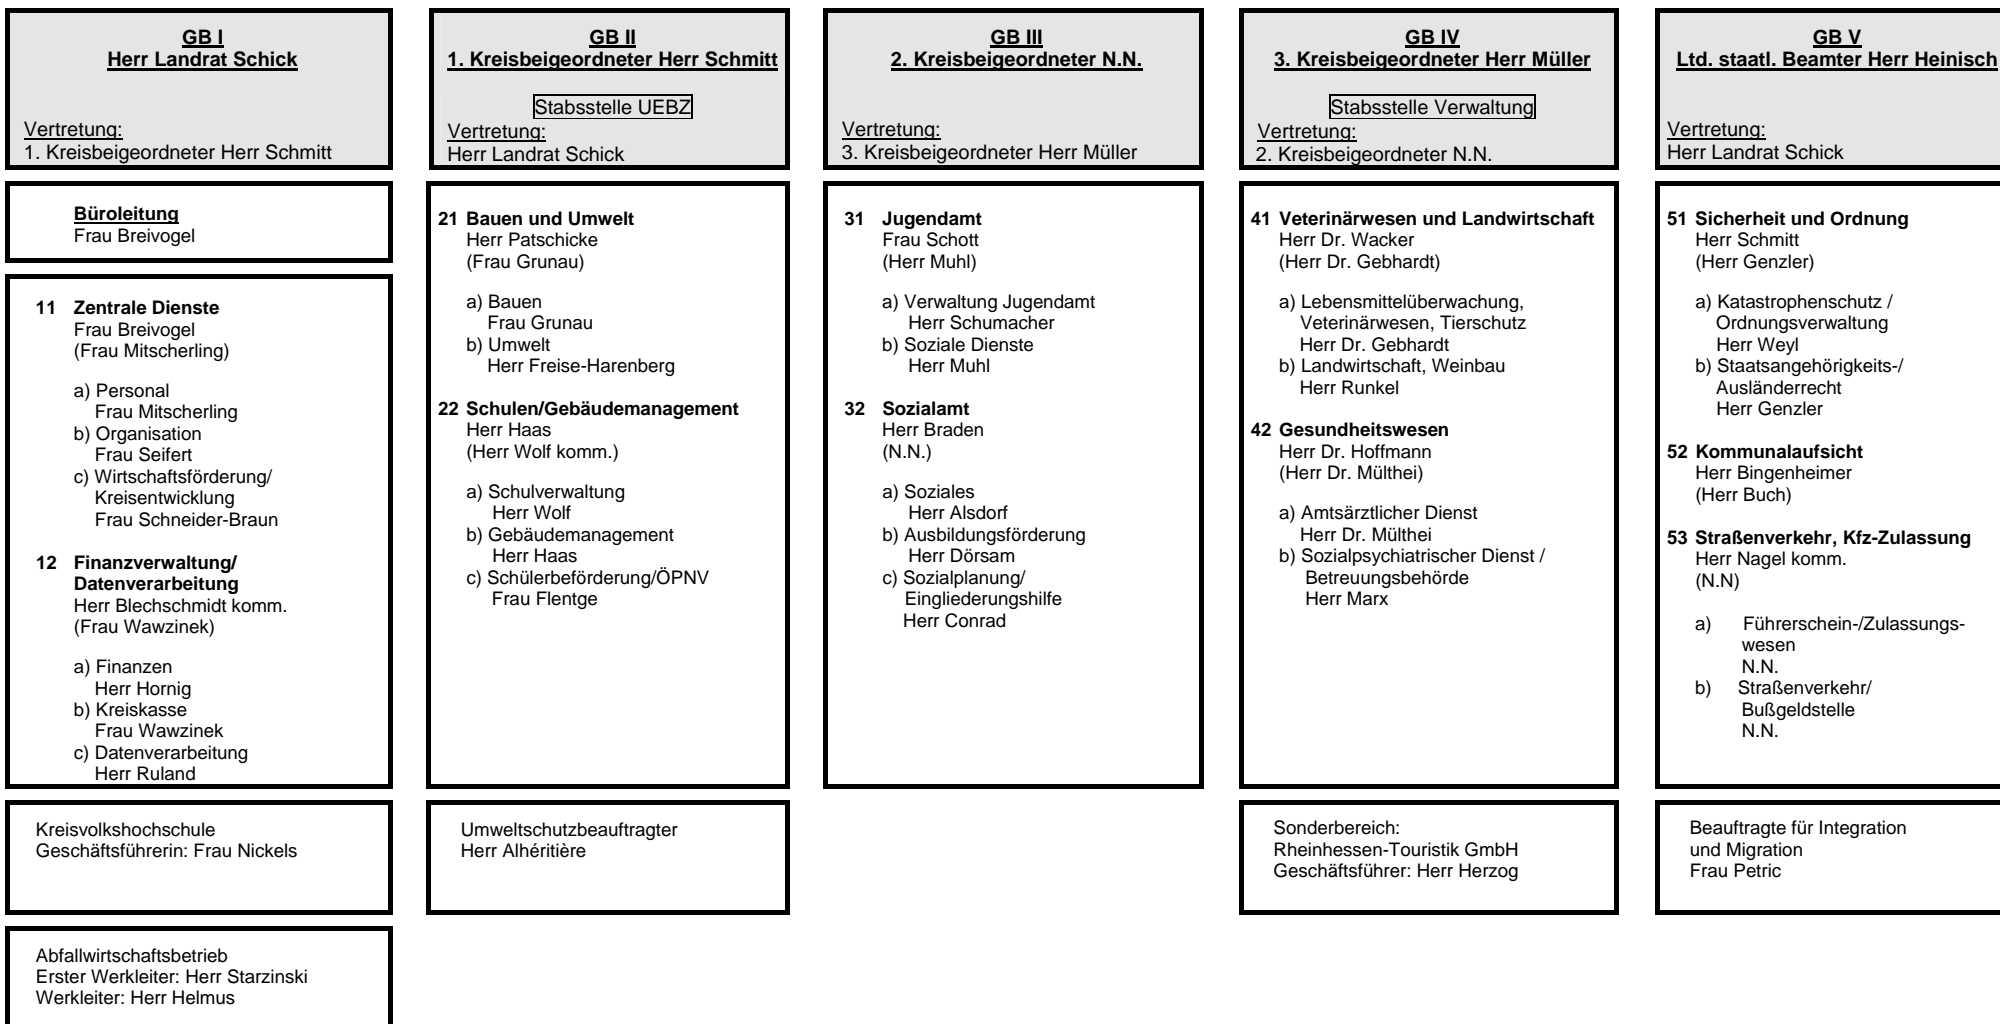 GB I
Herr Landrat Schick
Vertretung:
1. Kreisbeigeordneter Herr Schmitt
Büroleitung
Frau Breivogel
11 Zentrale Dienste
Frau Breivogel
(Frau Mitscherling)
a) Personal
Frau Mitscherling
b) Organisation
Frau Seifert
c) Wirtschaftsförderung/
Kreisentwicklung
Frau Schneider-Braun
12 Finanzverwaltung/
Datenverarbeitung
Herr Blechschmidt komm.
(Frau Wawzinek)
a) Finanzen
Herr Hornig
b) Kreiskasse
Frau Wawzinek
c) Datenverarbeitung
Herr Ruland
Kreisvolkshochschule
Geschäftsführerin: Frau Nickels
Abfallwirtschaftsbetrieb
Erster Werkleiter: Herr Starzinski
Werkleiter: Herr Helmus
GB II
1. Kreisbeigeordneter Herr Schmitt
Stabsstelle UEBZ
Vertretung:
Herr Landrat Schick
21 Bauen und Umwelt
Herr Patschicke
(Frau Grunau)
a) Bauen
Frau Grunau
b) Umwelt
Herr Freise-Harenberg
22 Schulen/Gebäudemanagement
Herr Haas
(Herr Wolf komm.)
a) Schulverwaltung
Herr Wolf
b) Gebäudemanagement
Herr Haas
c) Schülerbeförderung/ÖPNV
Frau Flentge
Umweltschutzbeauftragter
Herr Alhéritière
GB III
2. Kreisbeigeordneter N.N.
Vertretung:
3. Kreisbeigeordneter Herr Müller
31 Jugendamt
Frau Schott
(Herr Muhl)
a) Verwaltung Jugendamt
Herr Schumacher
b) Soziale Dienste
Herr Muhl
32 Sozialamt
Herr Braden
(N.N.)
a) Soziales
Herr Alsdorf
b) Ausbildungsförderung
Herr Dörsam
c) Sozialplanung/
Eingliederungshilfe
Herr Conrad
GB IV
3. Kreisbeigeordneter Herr Müller
Stabsstelle Verwaltung
Vertretung:
2. Kreisbeigeordneter N.N.
41 Veterinärwesen und Landwirtschaft
Herr Dr. Wacker
(Herr Dr. Gebhardt)
a) Lebensmittelüberwachung,
Veterinärwesen, Tierschutz
Herr Dr. Gebhardt
b) Landwirtschaft, Weinbau
Herr Runkel
42 Gesundheitswesen
Herr Dr. Hoffmann
(Herr Dr. Mülthei)
a) Amtsärztlicher Dienst
Herr Dr. Mülthei
b) Sozialpsychiatrischer Dienst /
Betreuungsbehörde
Herr Marx
Sonderbereich:
Rheinhessen-Touristik GmbH
Geschäftsführer: Herr Herzog
GB V
Ltd. staatl. Beamter Herr Heinisch
Vertretung:
Herr Landrat Schick
51 Sicherheit und Ordnung
Herr Schmitt
(Herr Genzler)
a) Katastrophenschutz /
Ordnungsverwaltung
Herr Weyl
b) Staatsangehörigkeits-/
Ausländerrecht
Herr Genzler
52 Kommunalaufsicht
Herr Bingenheimer
(Herr Buch)
53 Straßenverkehr, Kfz-Zulassung
Herr Nagel komm.
(N.N)
a) Führerschein-/Zulassungs-
wesen
N.N.
b) Straßenverkehr/
Bußgeldstelle
N.N.
Beauftragte für Integration
und Migration
Frau Petric